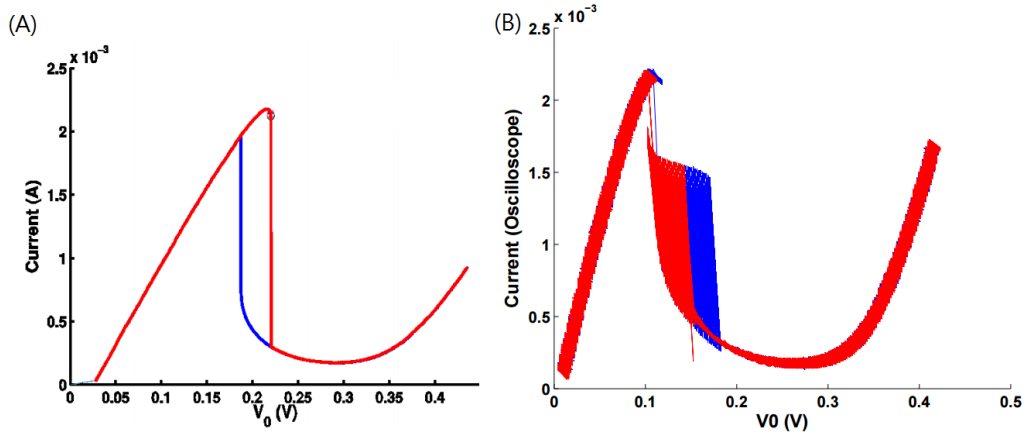 (A)
x 10⁻³
2.5
2
1.5
1
0.5
0
0 0.05 0.1 0.15 0.2 0.25 0.3 0.35 0.4
Current (A)
V₀ (V)
(B)
x 10⁻³
2.5
2
1.5
1
0.5
0
0 0.1 0.2 0.3 0.4 0.5
Current (Oscilloscope)
V0 (V)